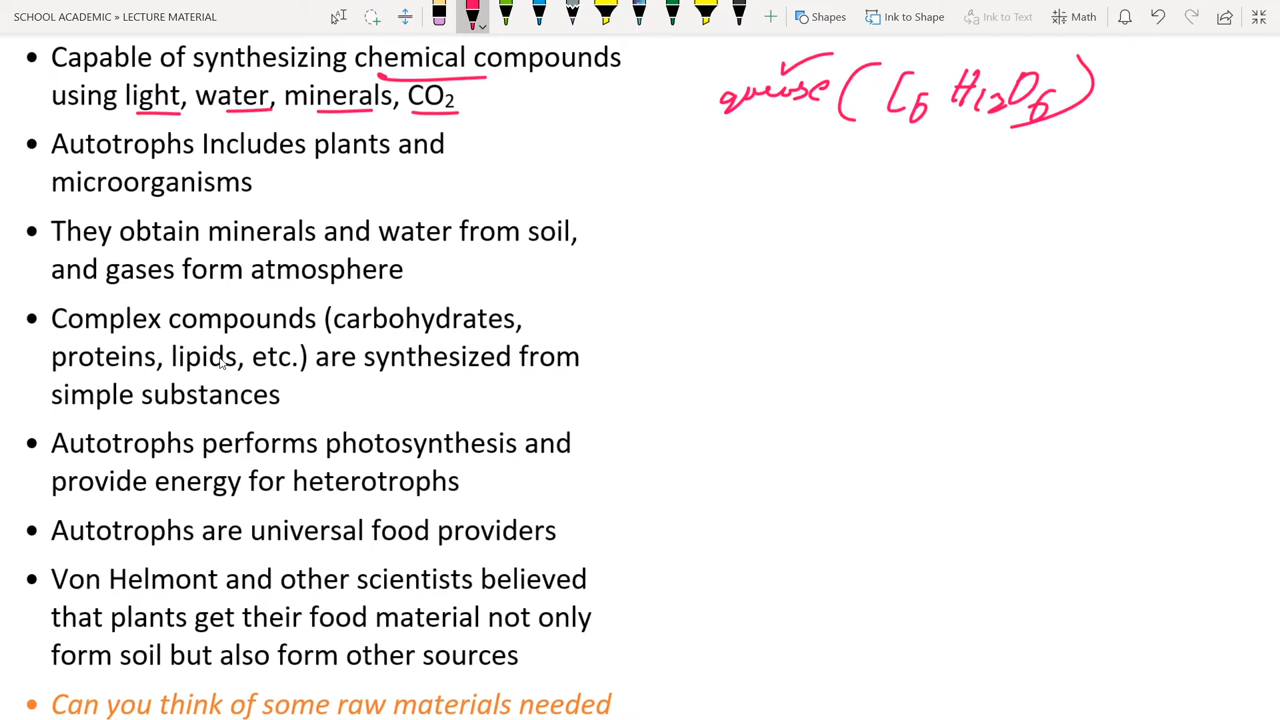 SCHOOL ACADEMIC » LECTURE MATERIAL
Shapes
Ink to Shape
Ink to Text
Math
• Capable of synthesizing chemical compounds
using light, water, minerals, CO₂
(C₆ H₁₂O₆)
• Autotrophs Includes plants and
microorganisms
• They obtain minerals and water from soil,
and gases form atmosphere
• Complex compounds (carbohydrates,
proteins, lipids, etc.) are synthesized from
simple substances
• Autotrophs performs photosynthesis and
provide energy for heterotrophs
• Autotrophs are universal food providers
• Von Helmont and other scientists believed
that plants get their food material not only
form soil but also form other sources
• Can you think of some raw materials needed